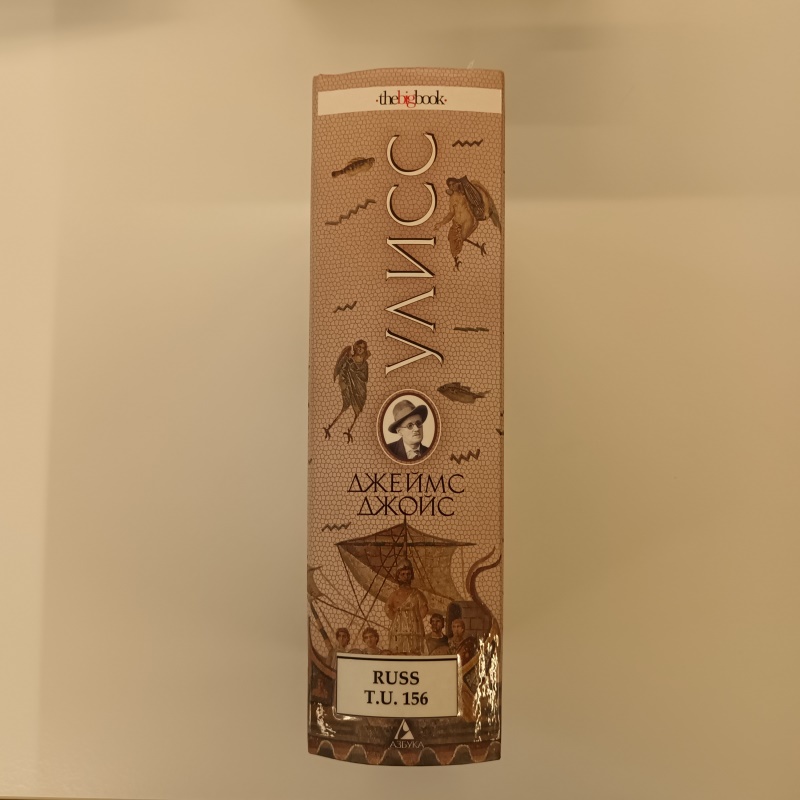 ·thebigbook·
УЛИСС
ДЖЕЙМС
ДЖОЙС
RUSS
T.U. 156
АЗБУКА